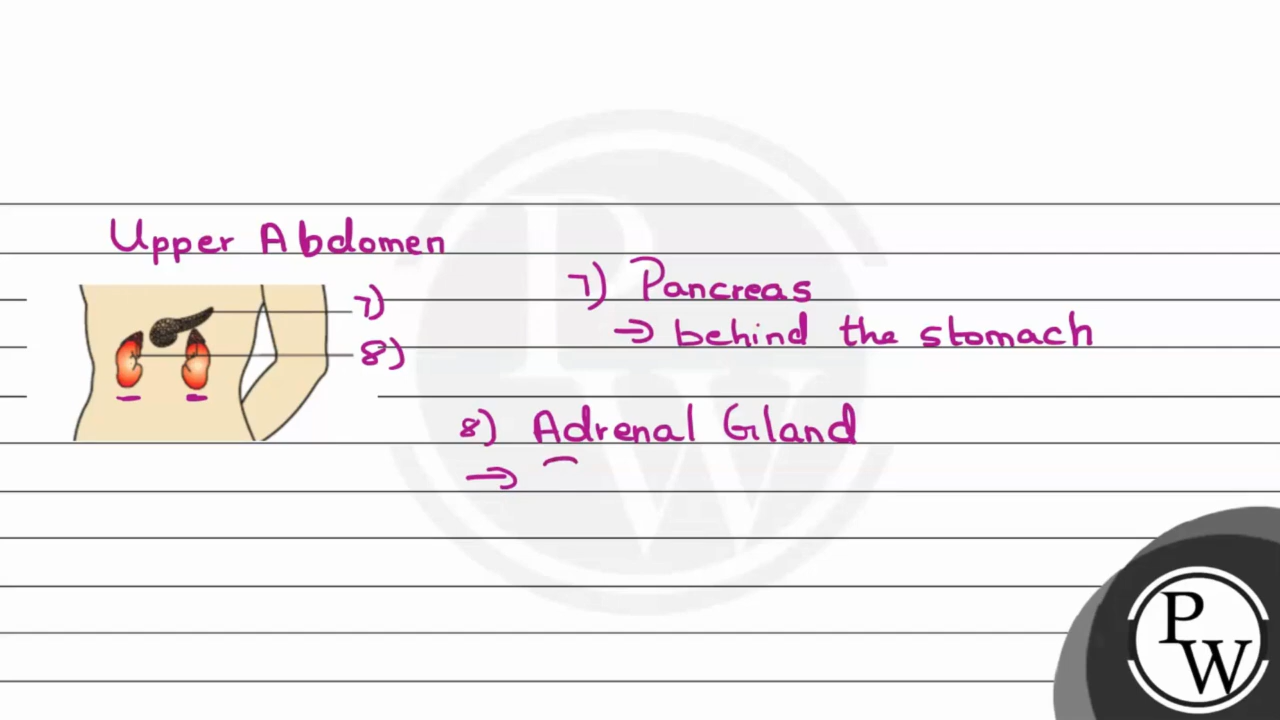 Upper Abdomen
7)
8)
7) Pancreas
→ behind the stomach
8) Adrenal Gland
→
P
W